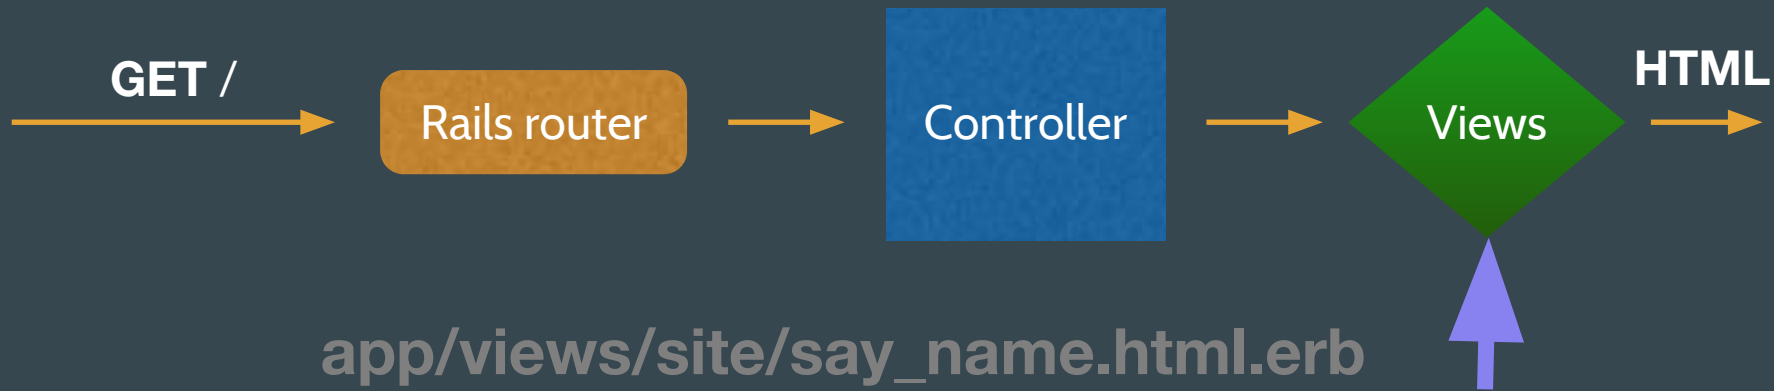 GET /
Rails router
Controller
Views
HTML
app/views/site/say_name.html.erb